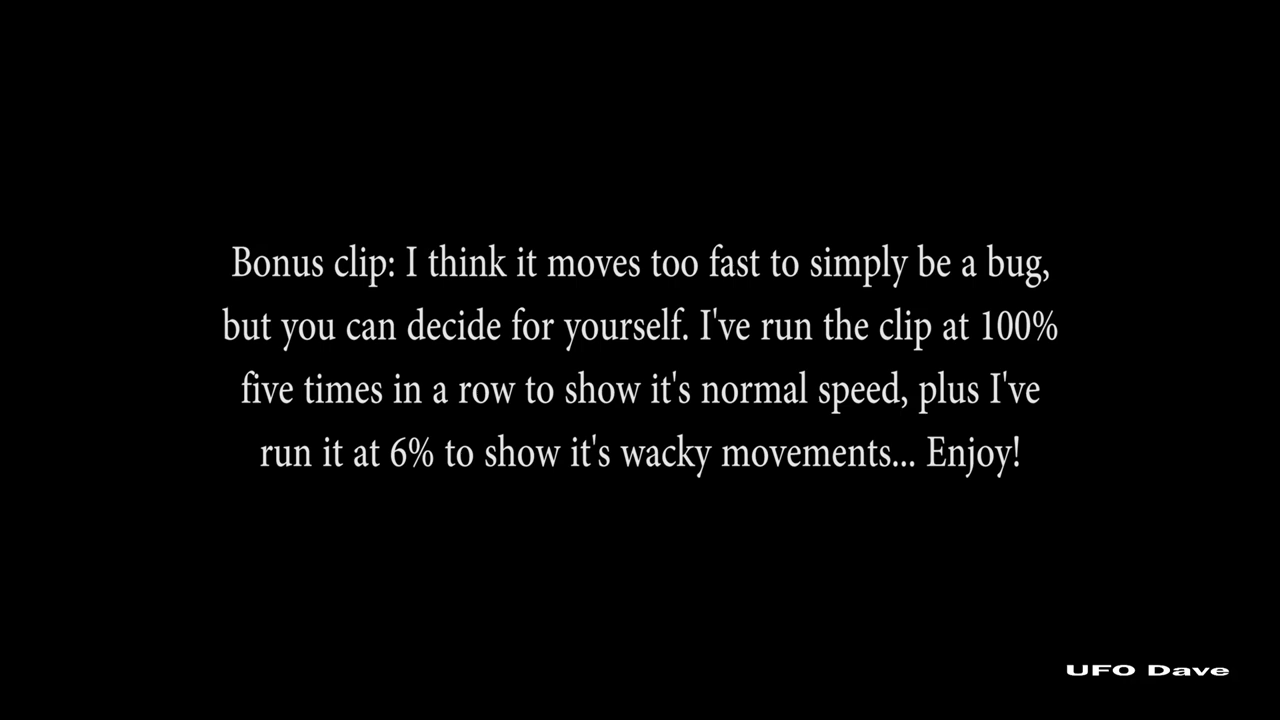 Bonus clip: I think it moves too fast to simply be a bug,
but you can decide for yourself. I've run the clip at 100%
five times in a row to show it's normal speed, plus I've
run it at 6% to show it's wacky movements... Enjoy!
UFO Dave